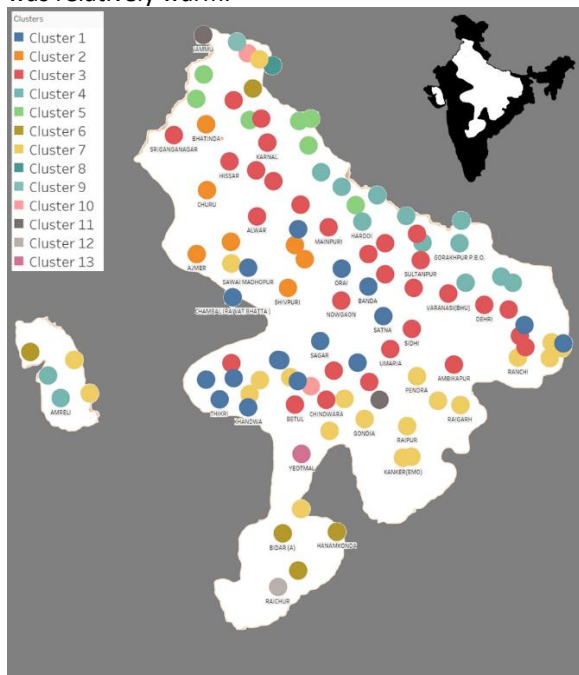 was relatively warm.
Clusters
Cluster 1
Cluster 2
Cluster 3
Cluster 4
Cluster 5
Cluster 6
Cluster 7
Cluster 8
Cluster 9
Cluster 10
Cluster 11
Cluster 12
Cluster 13
JAMMU
BHATINDA
SRIGANGANAGAR
KARNAL
HISSAR
CHURU
ALWAR
MAINPURI
HARDOI
GORAKHPUR P.B.O.
AJMER
SAWAI MADHOPUR
ORAI
SULTANPUR
SHIVPURI
BANDA
VARANASI(BHU)
CHAMBAL (RAWAT BHATTA )
NOWGAON
DEHRI
SATNA
SIDHI
SAGAR
UMARIA
RANCHI
AMBIKAPUR
PENDRA
THIKRI
KHANDWA
BETUL
CHINDWARA
RAIGARH
AMRELI
GONDIA
RAIPUR
YEOTMAL
KANKER(EMO)
BIDAR (A)
HANAMKONDA
RAICHUR